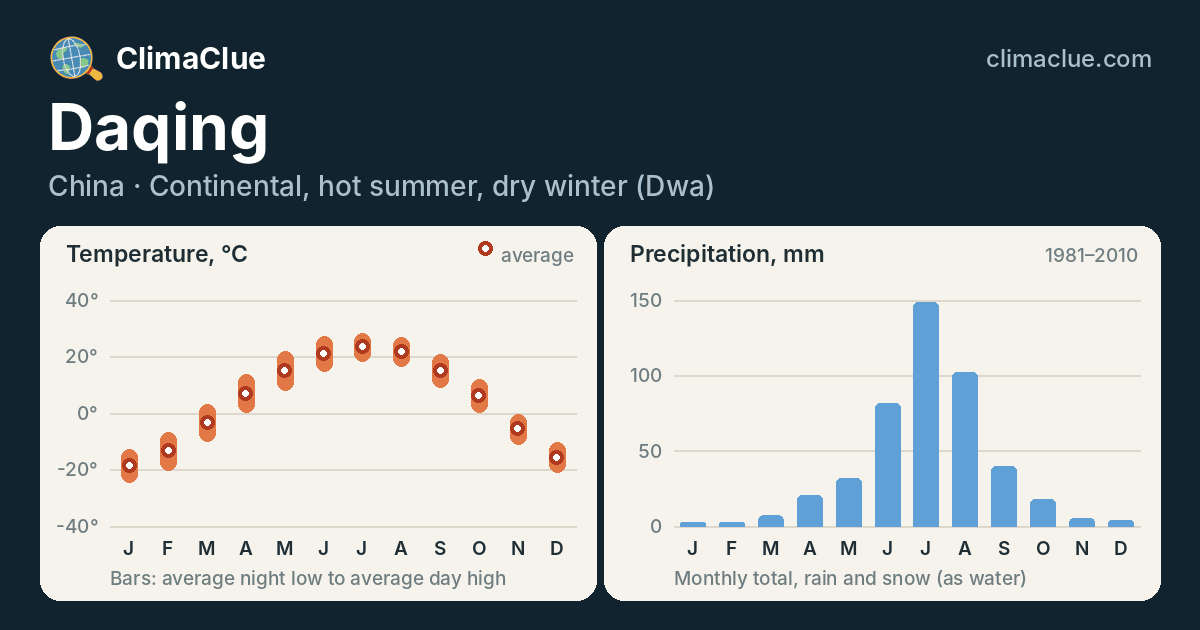 ClimaClue
climaclue.com
Daqing
China · Continental, hot summer, dry winter (Dwa)
Temperature, °C
average
40°
20°
0°
-20°
-40°
J F M A M J J A S O N D
Bars: average night low to average day high
Precipitation, mm
1981–2010
150
100
50
0
J F M A M J J A S O N D
Monthly total, rain and snow (as water)